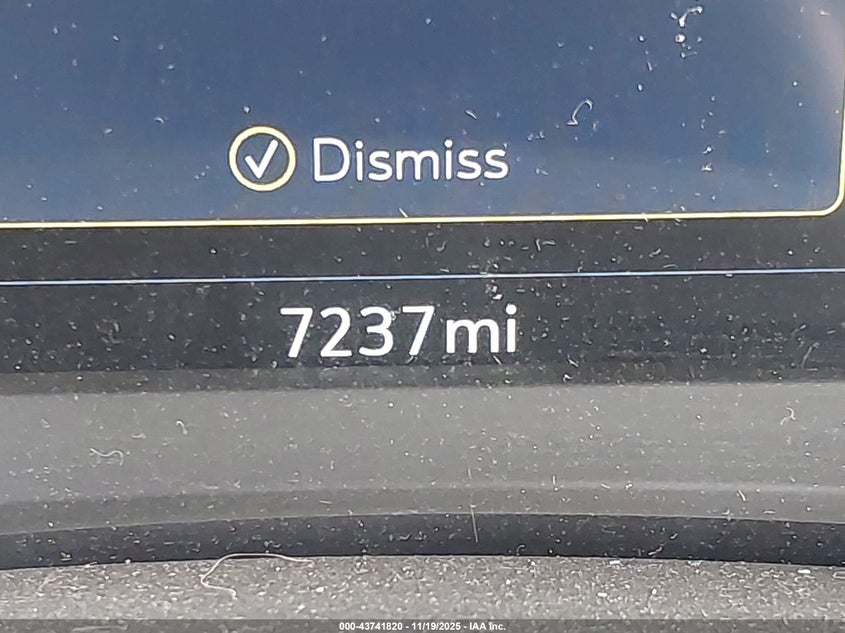 Dismiss
7237mi
000-43741820 - 11/19/2025 - IAA Inc.